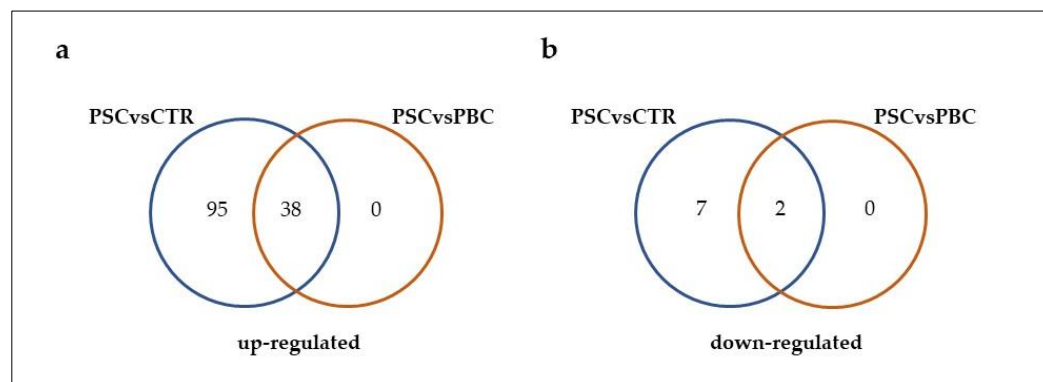 a
PSCvsCTR
PSCvsPBC
95
38
0
up-regulated
b
PSCvsCTR
PSCvsPBC
7
2
0
down-regulated